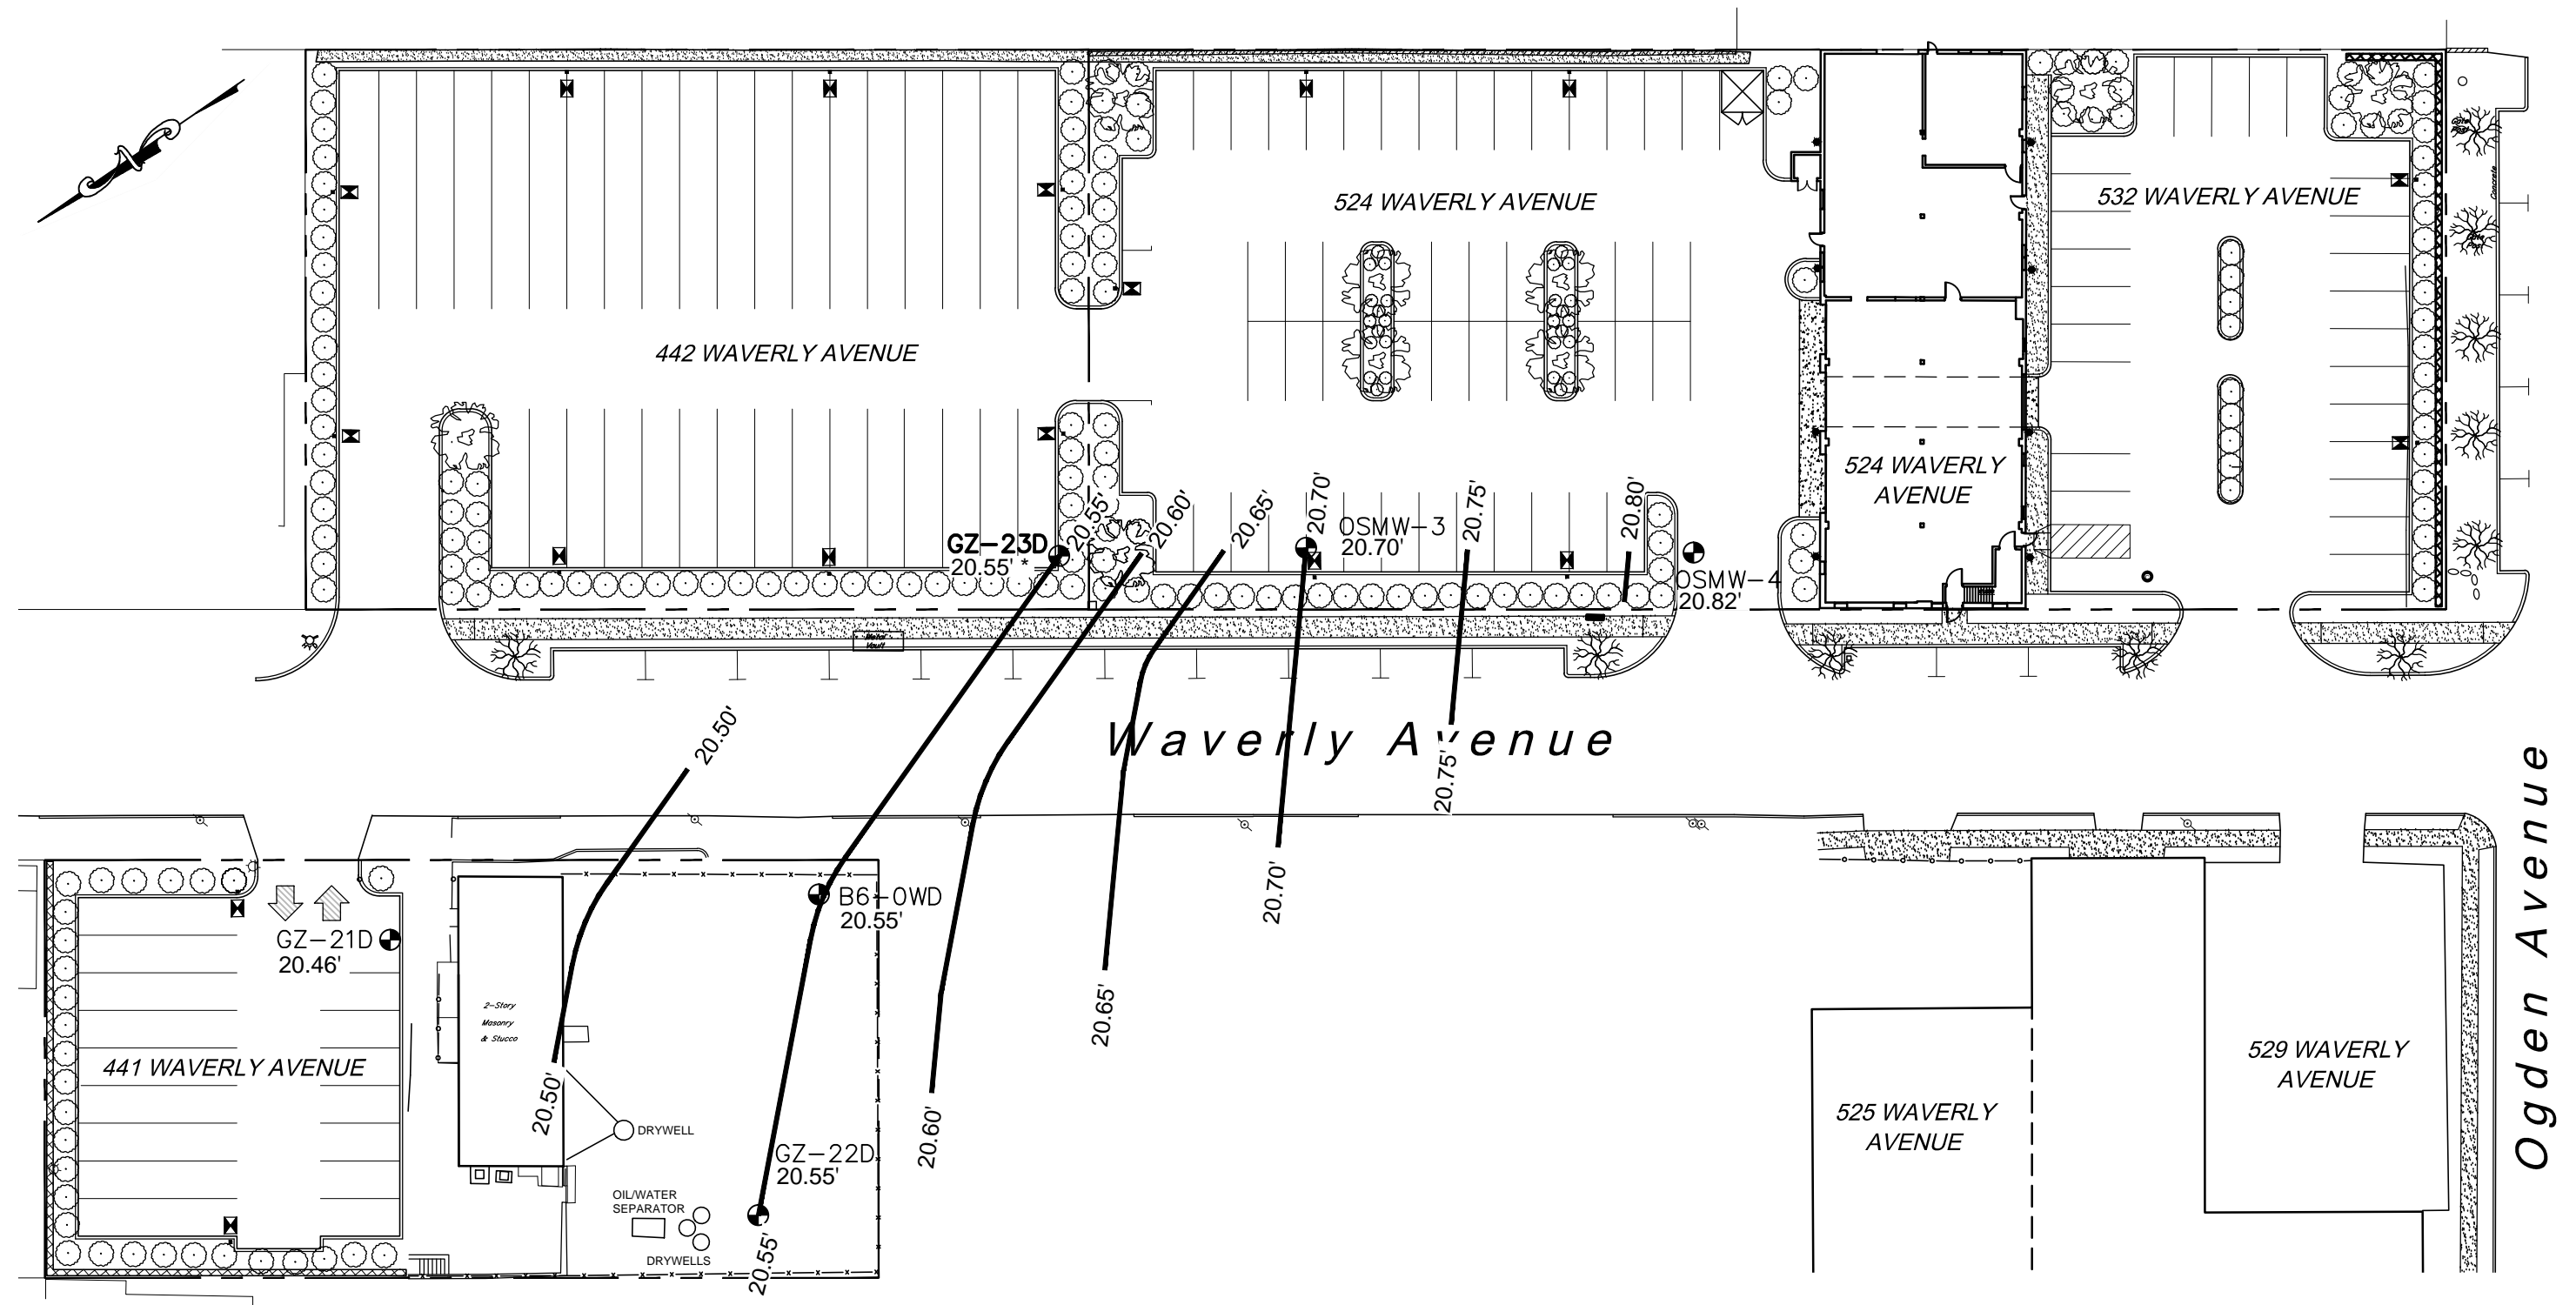 524 WAVERLY AVENUE
532 WAVERLY AVENUE
Concrete
442 WAVERLY AVENUE
524 WAVERLY
AVENUE
20.55'
20.60'
20.65'
20.70'
20.75'
20.80'
GZ-23D
20.55' *
OSMW-3
20.70'
OSMW-4
20.82'
Metal
Vault
20.50'
Waverly Avenue
20.75'
Ogden Avenue
B6-OWD
20.55'
20.70'
GZ-21D
20.46'
2-Story
Masonry
& Stucco
20.65'
441 WAVERLY AVENUE
20.50'
DRYWELL
20.60'
529 WAVERLY
AVENUE
525 WAVERLY
AVENUE
GZ-22D
20.55'
OIL/WATER
SEPARATOR
DRYWELLS
20.55'